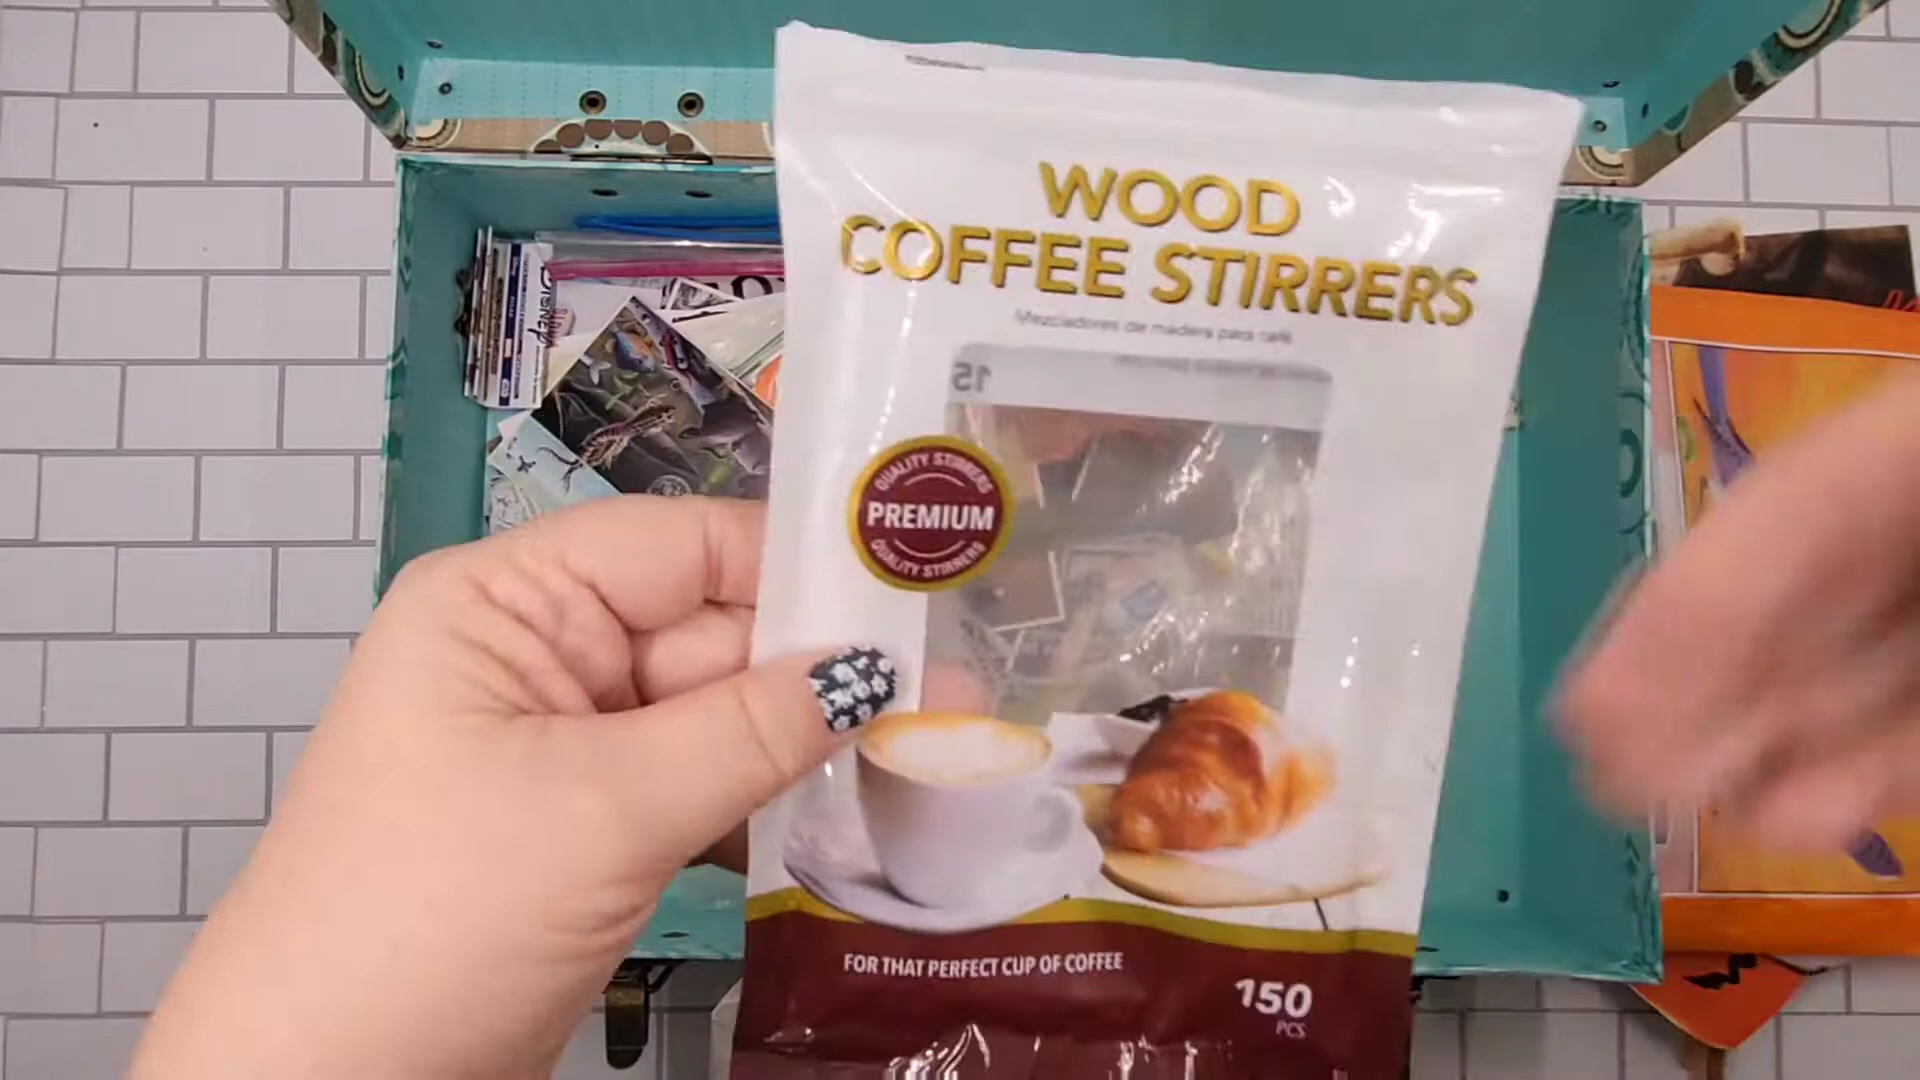 WOOD
COFFEE STIRRERS
Mezcladores de madera para café
15
QUALITY STIRRERS
PREMIUM
QUALITY STIRRERS
FOR THAT PERFECT CUP OF COFFEE
150
PCS